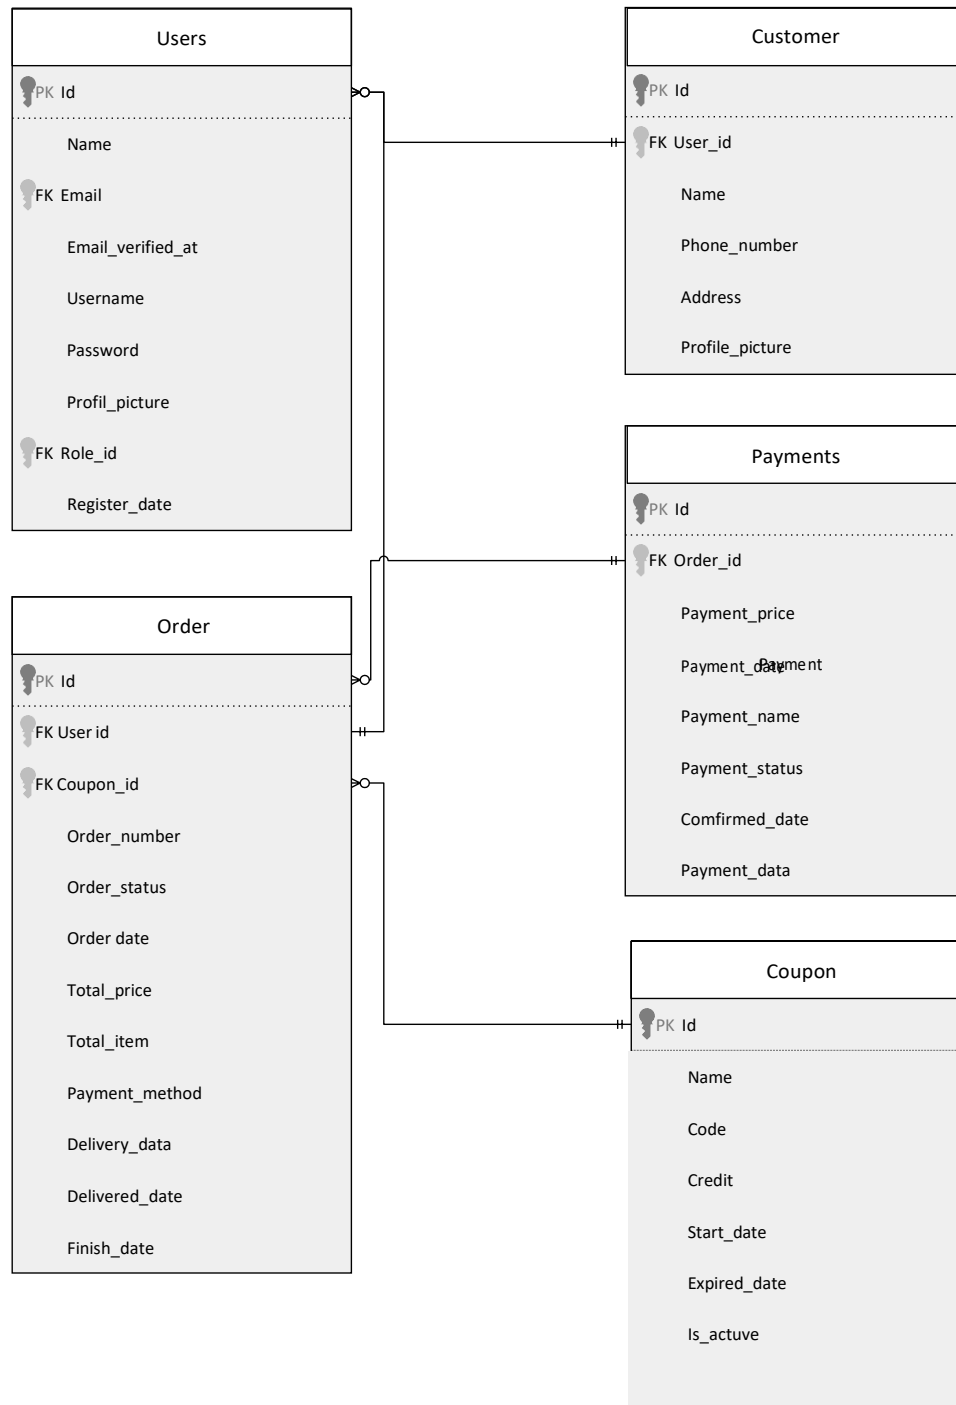 Users
PK Id
Name
FK Email
Email_verified_at
Username
Password
Profil_picture
FK Role_id
Register_date
Customer
PK Id
FK User_id
Name
Phone_number
Address
Profile_picture
Payments
PK Id
FK Order_id
Payment_price
Payment_date
Payment
Payment_name
Payment_status
Comfirmed_date
Payment_data
Order
PK Id
FK User id
FK Coupon_id
Order_number
Order_status
Order date
Total_price
Total_item
Payment_method
Delivery_data
Delivered_date
Finish_date
Coupon
PK Id
Name
Code
Credit
Start_date
Expired_date
Is_actuve